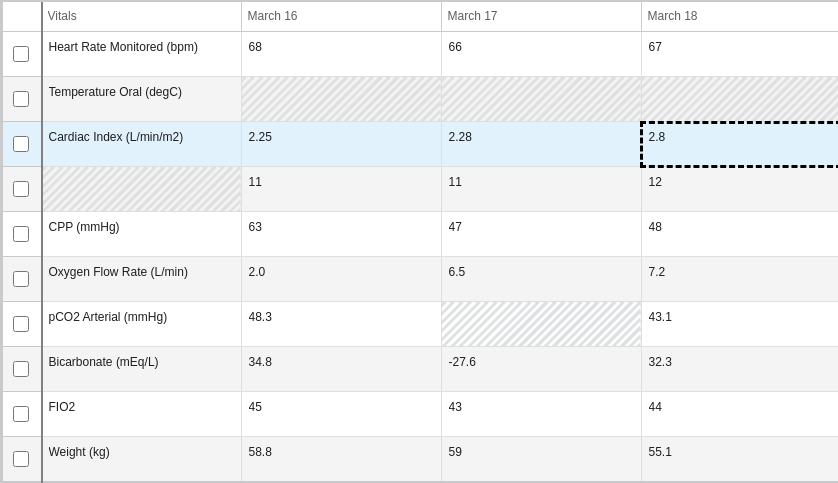 Vitals March 16 March 17 March 18
Heart Rate Monitored (bpm) 68 66 67
Temperature Oral (degC)
Cardiac Index (L/min/m2) 2.25 2.28 2.8
11 11 12
CPP (mmHg) 63 47 48
Oxygen Flow Rate (L/min) 2.0 6.5 7.2
pCO2 Arterial (mmHg) 48.3 43.1
Bicarbonate (mEq/L) 34.8 -27.6 32.3
FIO2 45 43 44
Weight (kg) 58.8 59 55.1